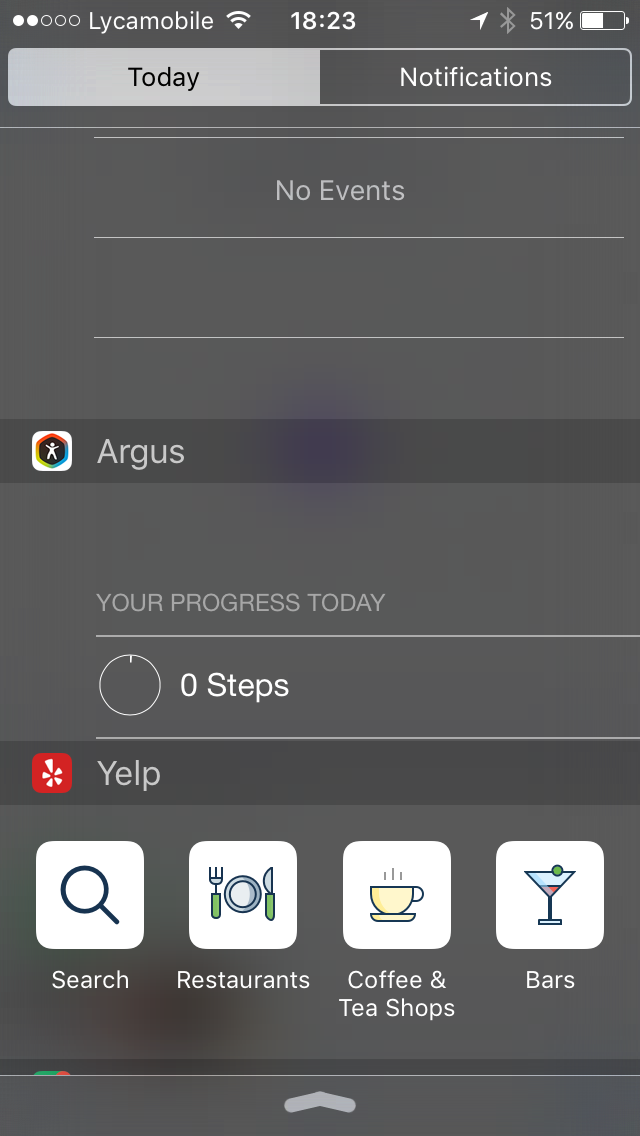 Lycamobile 18:23 51%
Today Notifications
No Events
Argus
YOUR PROGRESS TODAY
0 Steps
Yelp
Search Restaurants Coffee & Bars
Tea Shops